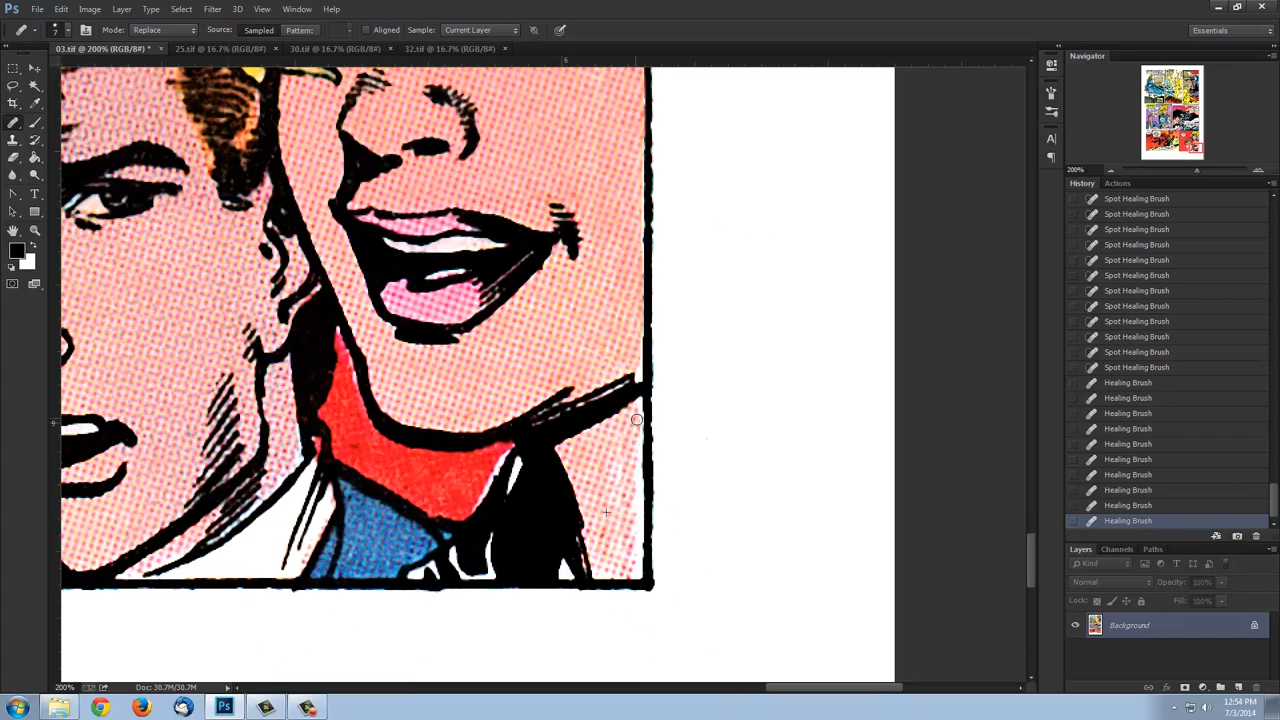 Ps File Edit Image Layer Type Select Filter 3D View Window Help
7 Mode: Replace Source: Sampled Pattern: Aligned Sample: Current Layer Essentials
03.tif @ 200% (RGB/8#) * × 25.tif @ 16.7% (RGB/8#) × 30.tif @ 16.7% (RGB/8#) × 32.tif @ 16.7% (RGB/8#) ×
6
9
Navigator
200%
History Actions
Spot Healing Brush
Spot Healing Brush
Spot Healing Brush
Spot Healing Brush
Spot Healing Brush
Spot Healing Brush
Spot Healing Brush
Spot Healing Brush
Spot Healing Brush
Spot Healing Brush
Spot Healing Brush
Spot Healing Brush
Healing Brush
Healing Brush
Healing Brush
Healing Brush
Healing Brush
Healing Brush
Healing Brush
Healing Brush
Healing Brush
Healing Brush
Layers Channels Paths
Kind
Normal Opacity: 100%
Lock: Fill: 100%
Background
200% Doc: 30.7M/30.7M
12:54 PM
7/3/2014